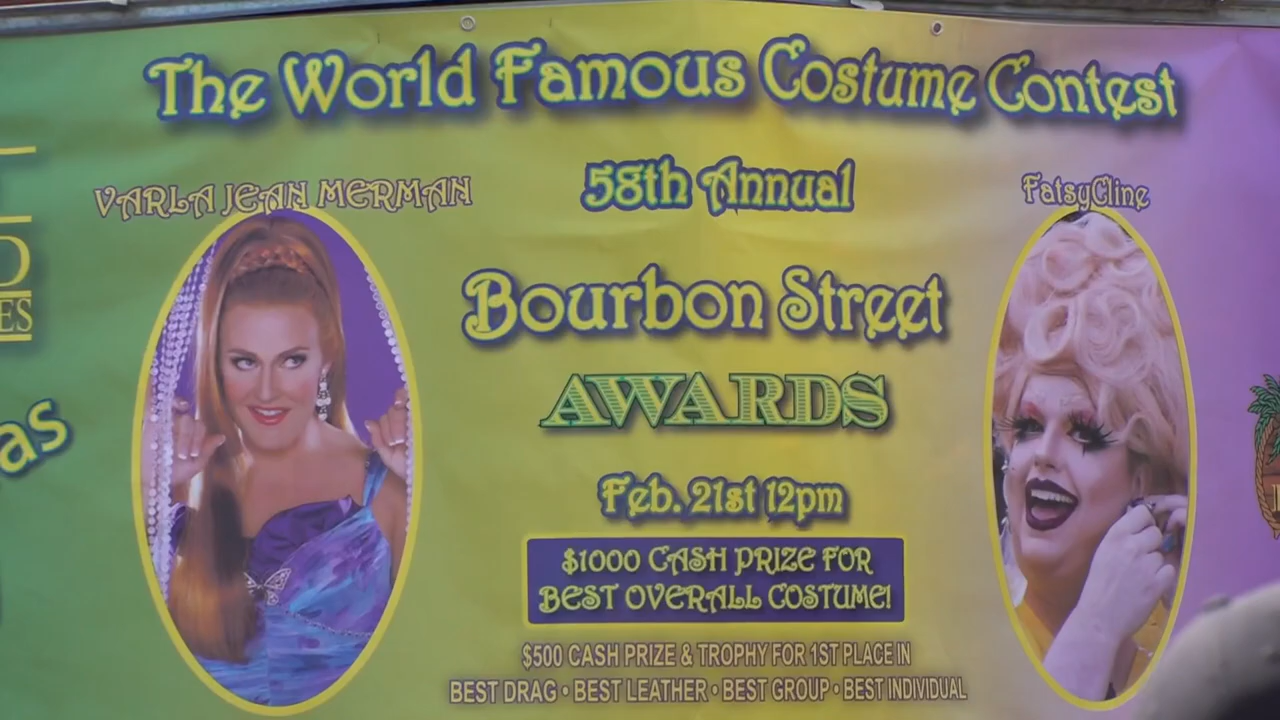 The World Famous Costume Contest
VARLA JEAN MERMAN
58th Annual
FatsyCline
Bourbon Street
AWARDS
Feb. 21st 12pm
$1000 CASH PRIZE FOR
BEST OVERALL COSTUME!
$500 CASH PRIZE & TROPHY FOR 1ST PLACE IN
BEST DRAG • BEST LEATHER • BEST GROUP • BEST INDIVIDUAL
D
ES
as